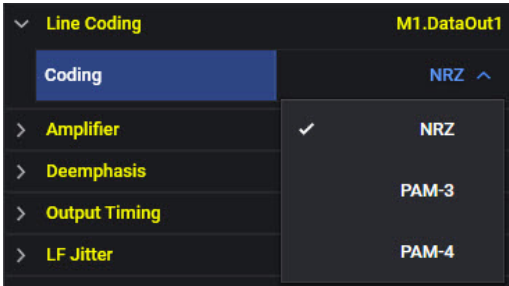 Line Coding M1.DataOut1
Coding NRZ
Amplifier NRZ
Deemphasis
PAM-3
Output Timing
LF Jitter PAM-4